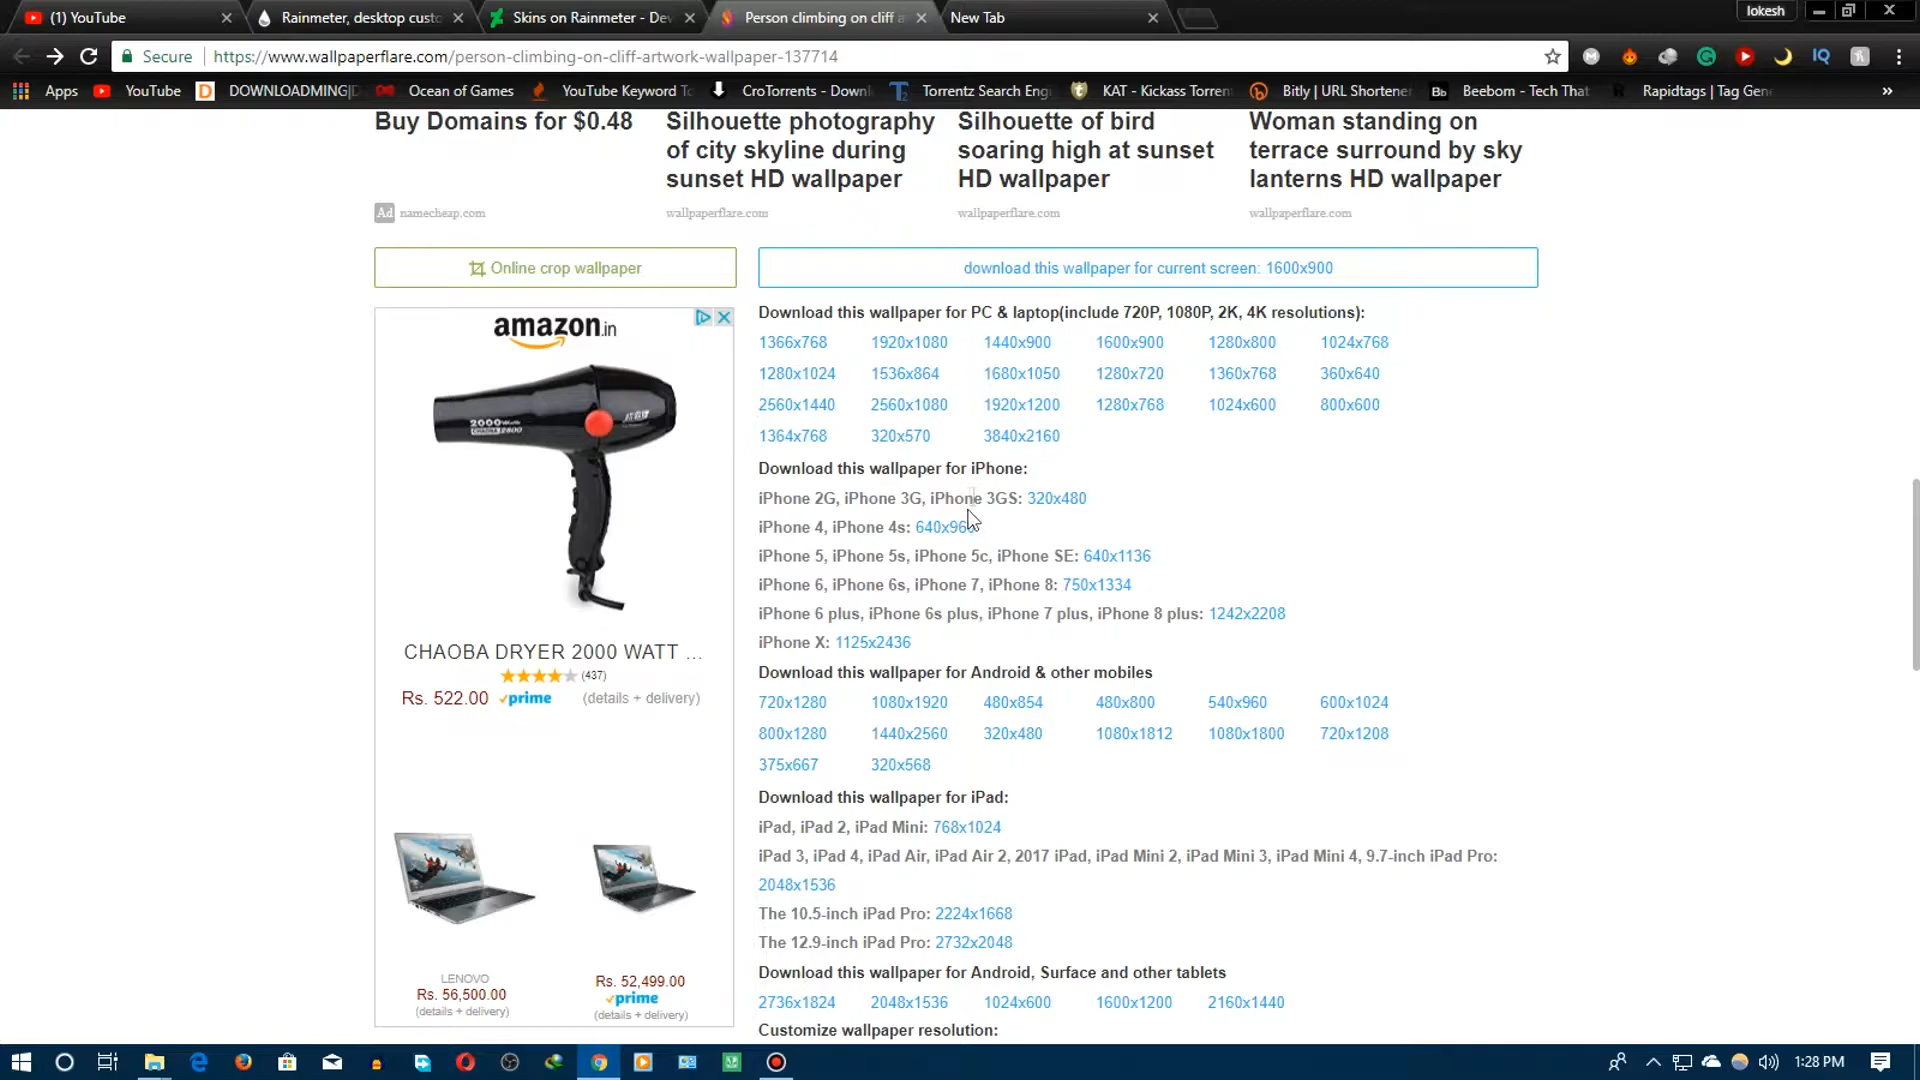 (1) YouTube
Rainmeter, desktop custo
Skins on Rainmeter - Dev
Person climbing on cliff a
New Tab
lokesh
Secure
https://www.wallpaperflare.com/person-climbing-on-cliff-artwork-wallpaper-137714
Apps
YouTube
DOWNLOADMING|D
Ocean of Games
YouTube Keyword To
CroTorrents - Downl
Torrentz Search Engi
KAT - Kickass Torren
Bitly | URL Shortener
Beebom - Tech That
Rapidtags | Tag Gene
Buy Domains for $0.48
Ad namecheap.com
Silhouette photography
of city skyline during
sunset HD wallpaper
wallpaperflare.com
Silhouette of bird
soaring high at sunset
HD wallpaper
wallpaperflare.com
Woman standing on
terrace surround by sky
lanterns HD wallpaper
wallpaperflare.com
Online crop wallpaper
download this wallpaper for current screen: 1600x900
amazon.in
2000Watt
CHAOBA 2800
CHAOBA DRYER 2000 WATT ...
(437)
Rs. 522.00 prime (details + delivery)
LENOVO
Rs. 56,500.00
(details + delivery)
Rs. 52,499.00
prime
(details + delivery)
Download this wallpaper for PC & laptop(include 720P, 1080P, 2K, 4K resolutions):
1366x768 1920x1080 1440x900 1600x900 1280x800 1024x768
1280x1024 1536x864 1680x1050 1280x720 1360x768 360x640
2560x1440 2560x1080 1920x1200 1280x768 1024x600 800x600
1364x768 320x570 3840x2160
Download this wallpaper for iPhone:
iPhone 2G, iPhone 3G, iPhone 3GS: 320x480
iPhone 4, iPhone 4s: 640x960
iPhone 5, iPhone 5s, iPhone 5c, iPhone SE: 640x1136
iPhone 6, iPhone 6s, iPhone 7, iPhone 8: 750x1334
iPhone 6 plus, iPhone 6s plus, iPhone 7 plus, iPhone 8 plus: 1242x2208
iPhone X: 1125x2436
Download this wallpaper for Android & other mobiles
720x1280 1080x1920 480x854 480x800 540x960 600x1024
800x1280 1440x2560 320x480 1080x1812 1080x1800 720x1208
375x667 320x568
Download this wallpaper for iPad:
iPad, iPad 2, iPad Mini: 768x1024
iPad 3, iPad 4, iPad Air, iPad Air 2, 2017 iPad, iPad Mini 2, iPad Mini 3, iPad Mini 4, 9.7-inch iPad Pro:
2048x1536
The 10.5-inch iPad Pro: 2224x1668
The 12.9-inch iPad Pro: 2732x2048
Download this wallpaper for Android, Surface and other tablets
2736x1824 2048x1536 1024x600 1600x1200 2160x1440
Customize wallpaper resolution:
1:28 PM